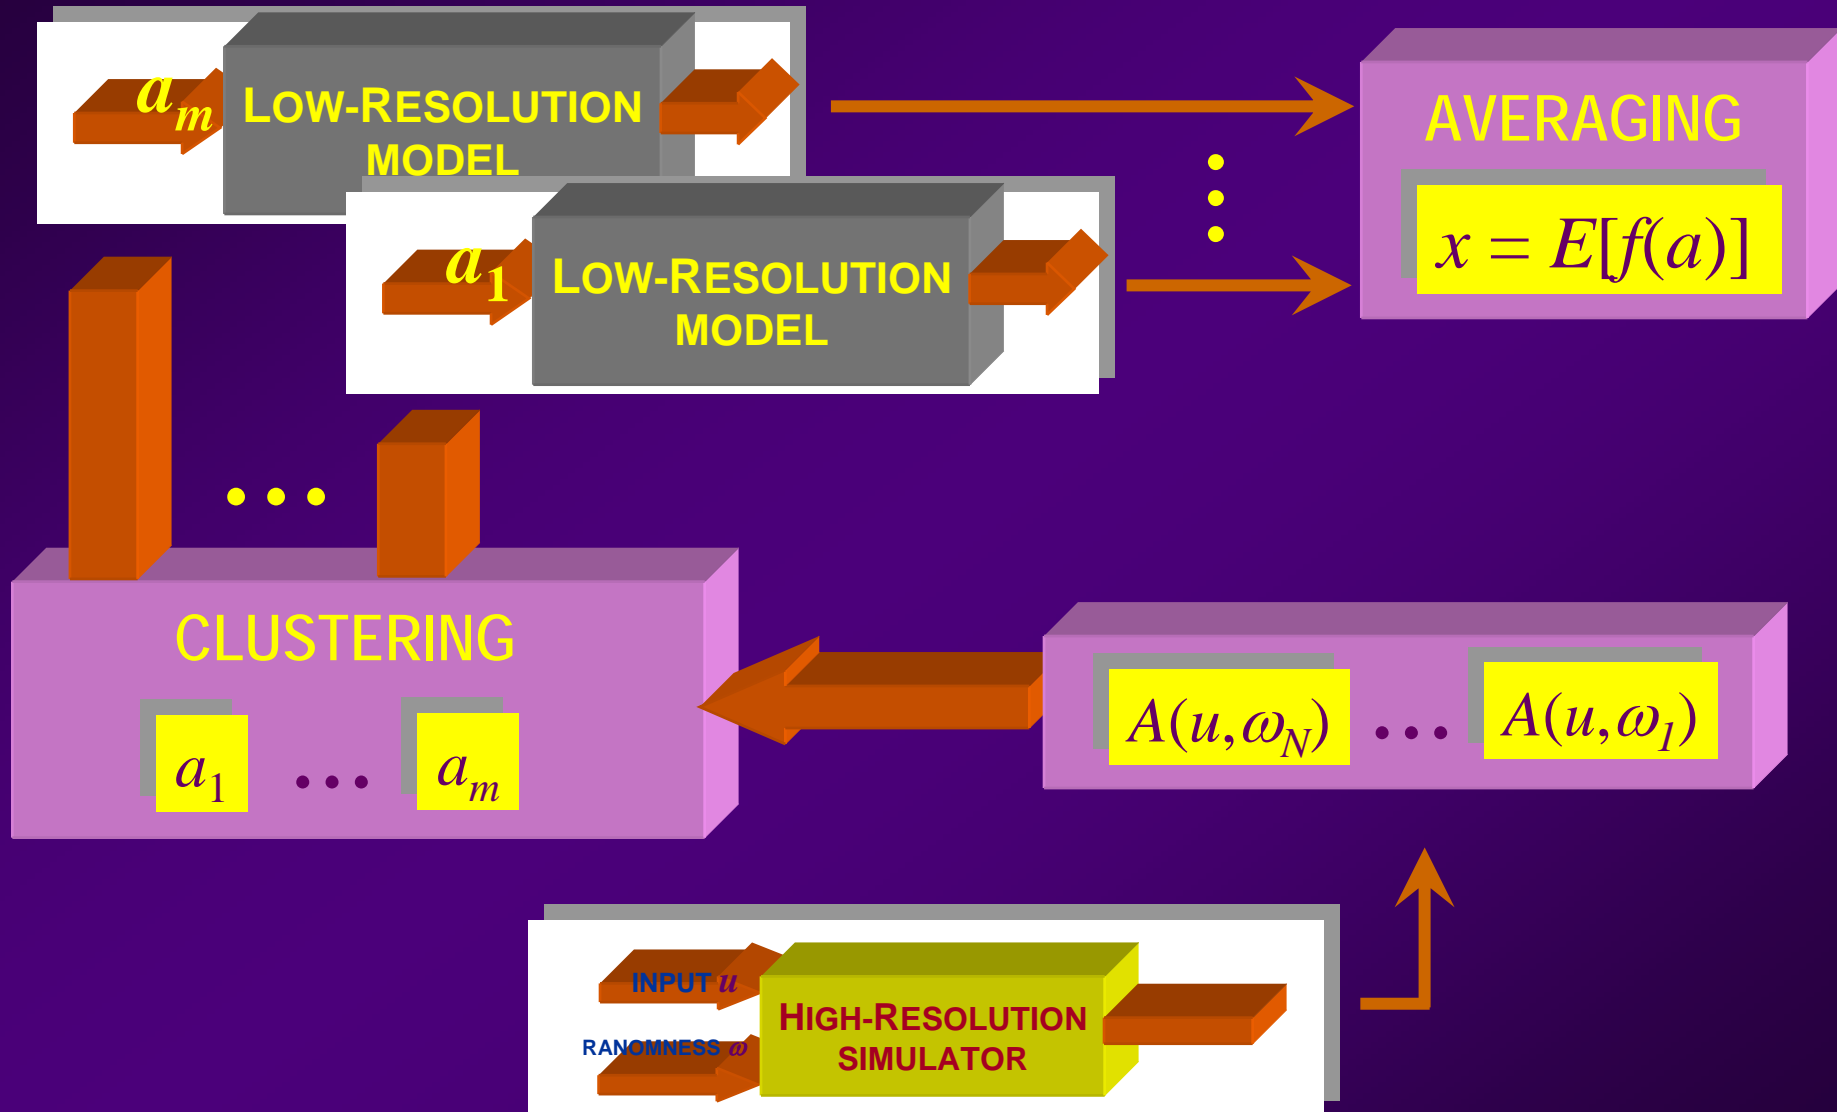 a_m
LOW-RESOLUTION
MODEL
AVERAGING
x = E[f(a)]
a_1
LOW-RESOLUTION
MODEL
...
CLUSTERING
a_1 ... a_m
A(u,ω_N) ... A(u,ω_1)
INPUT u
RANOMNESS ω
HIGH-RESOLUTION
SIMULATOR